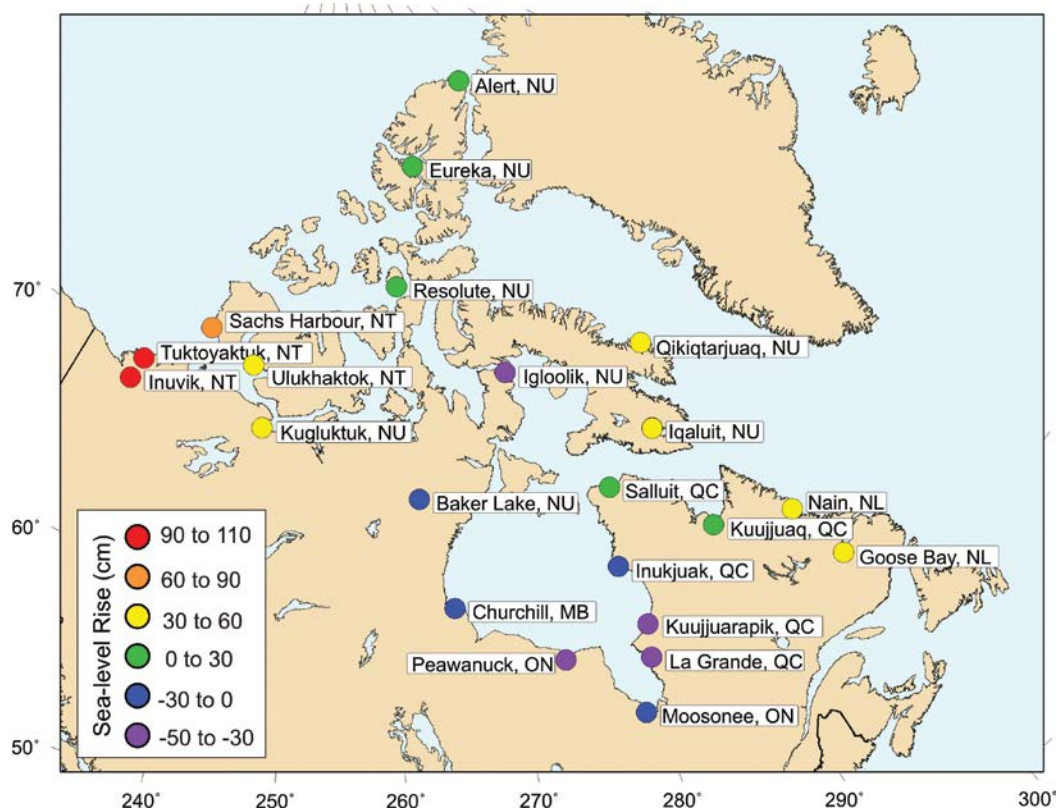 Alert, NU
Eureka, NU
70°
Resolute, NU
Sachs Harbour, NT
Qikiqtarjuaq, NU
Tuktoyaktuk, NT
Inuvik, NT
Ulukhaktok, NT
Igloolik, NU
Kugluktuk, NU
Iqaluit, NU
Baker Lake, NU
Salluit, QC
Nain, NL
60°
Kuujjuaq, QC
Goose Bay, NL
Inukjuak, QC
Churchill, MB
Kuujjuarapik, QC
Peawanuck, ON
La Grande, QC
Moosonee, ON
50°
Sea-level Rise (cm)
90 to 110
60 to 90
30 to 60
0 to 30
-30 to 0
-50 to -30
240° 250° 260° 270° 280° 290° 300°